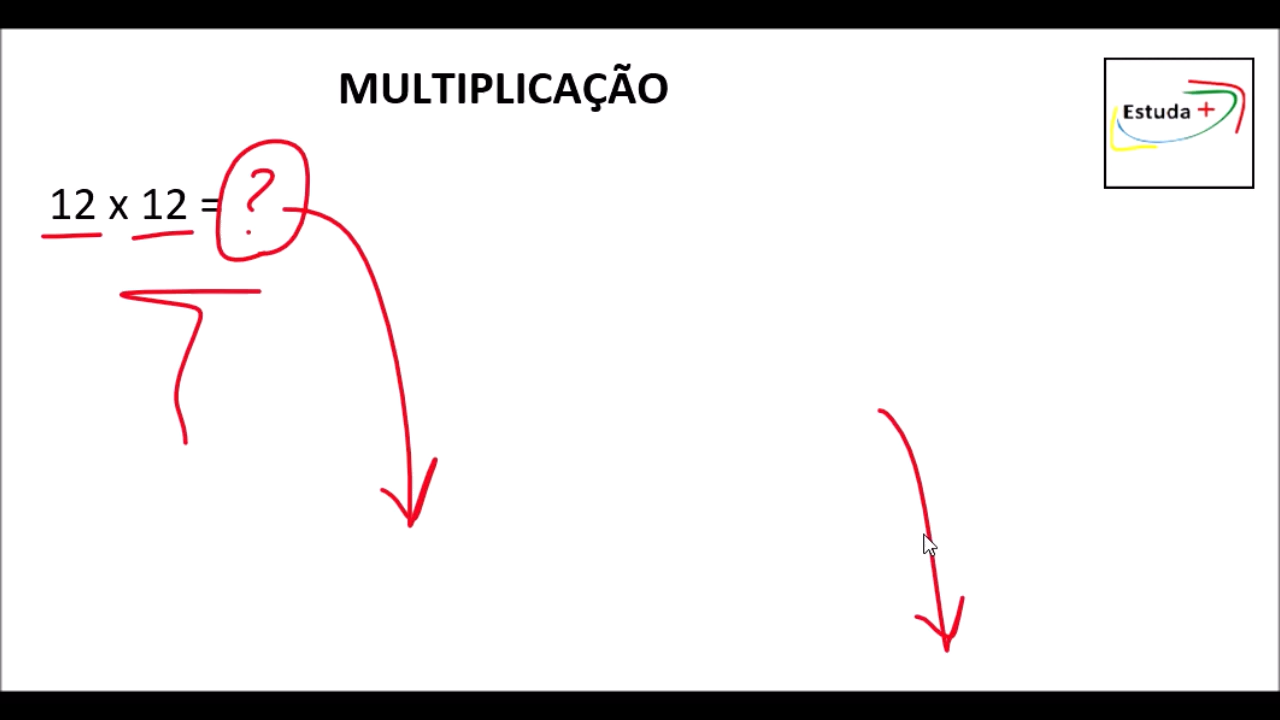 MULTIPLICAÇÃO
Estuda +
12 x 12 = ?